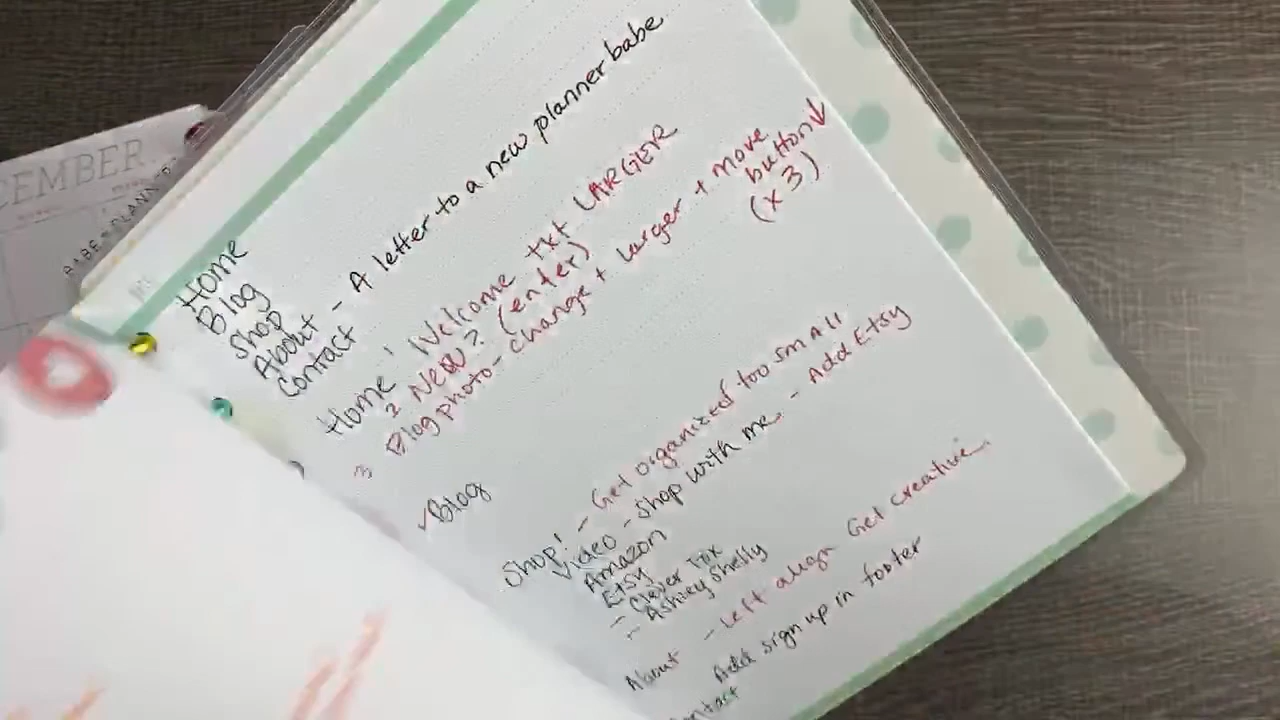 CEMBER
Home
Blog
Shop
About - A letter to a new planner babe
Contact
Home! Welcome txt LARGER
2 New? (enter)
3 Blog photo - change + larger + move button ↓
(x 3)
✓Blog
Shop! - Get organized too small
Video - Shop with me - Add Etsy
Amazon
Etsy
- Clever Fox
- Ashley Shelly
About - Left align Get creative
Add sign up in footer
ontact